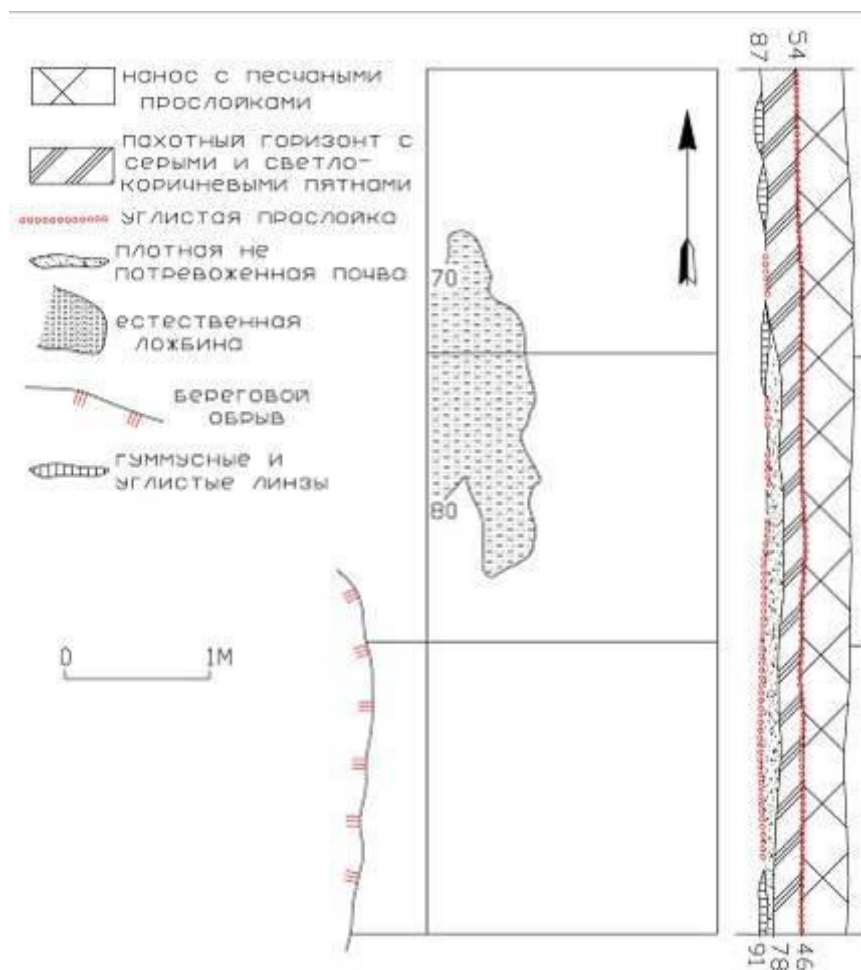 нанос с песчаными
прослойками
пахотный горизонт с
серыми и светло-
коричневыми пятнами
углистая прослойка
плотная не
потревоженная почва
естественная
ложбина
береговой
обрыв
гуммусные и
углистые линзы
0 1м
70
80
87
54
91
78
46